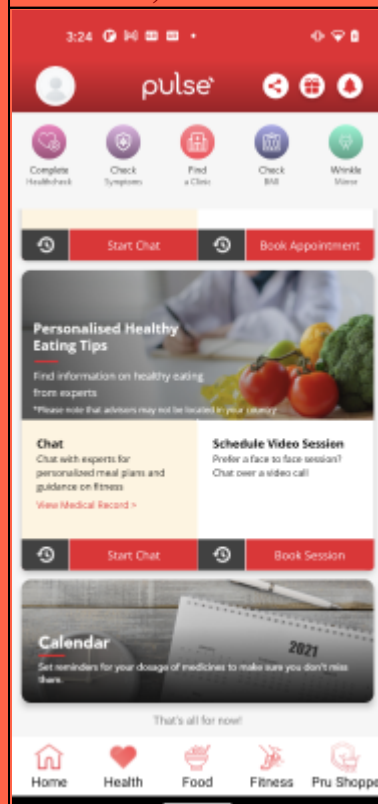 3:24
pulse
Complete
Healthcheck
Check
Symptoms
Find
a Clinic
Check
BMI
Wrinkle
Mirror
Start Chat
Book Appointment
Personalised Healthy
Eating Tips
Find information on healthy eating
from experts
*Please note that advisors may not be located in your country
Chat
Chat with experts for
personalized meal plans and
guidance on fitness
View Medical Record >
Schedule Video Session
Prefer a face to face session?
Chat over a video call
Start Chat
Book Session
2021
Calendar
Set reminders for your dosage of medicines to make sure you don't miss
them.
That's all for now!
Home
Health
Food
Fitness
Pru Shoppe